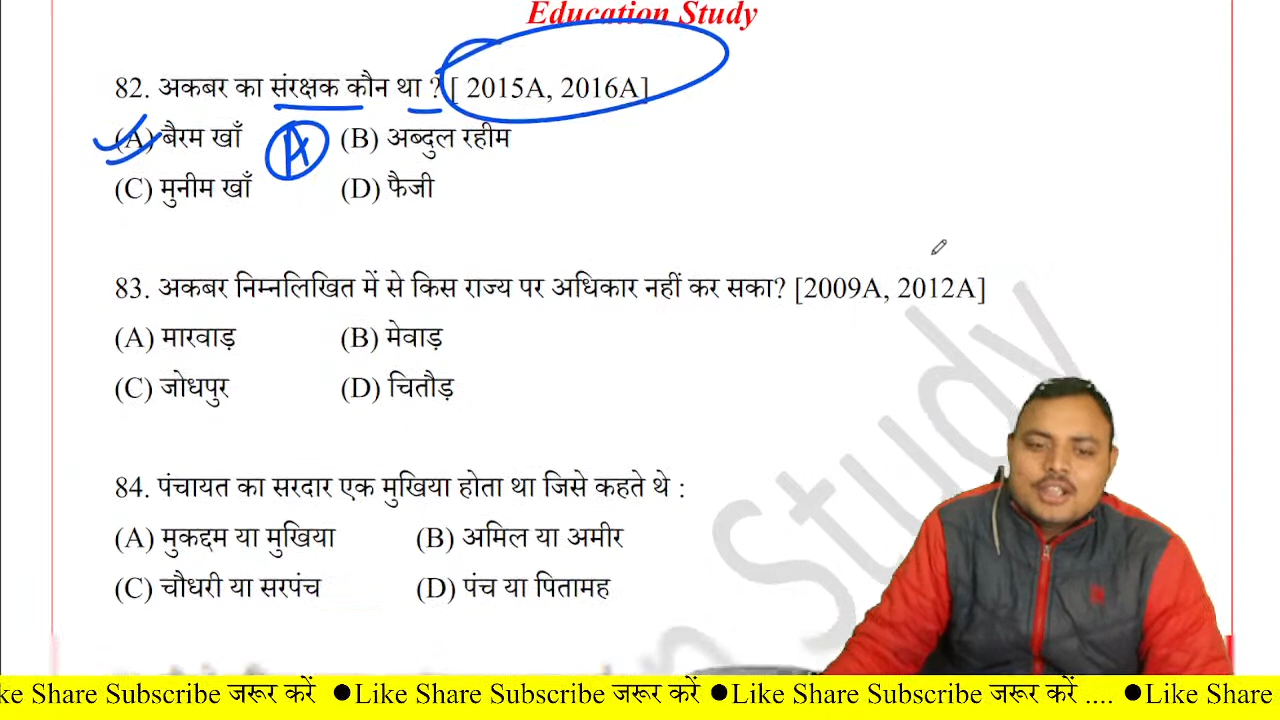 Education Study
82. अकबर का संरक्षक कौन था ? [ 2015A, 2016A]
(A) बैरम खाँ (B) अब्दुल रहीम
A
(C) मुनीम खाँ (D) फैजी
83. अकबर निम्नलिखित में से किस राज्य पर अधिकार नहीं कर सका? [2009A, 2012A]
(A) मारवाड़ (B) मेवाड़
(C) जोधपुर (D) चितौड़
84. पंचायत का सरदार एक मुखिया होता था जिसे कहते थे :
(A) मुकद्दम या मुखिया (B) अमिल या अमीर
(C) चौधरी या सरपंच (D) पंच या पितामह
n Study
ke Share Subscribe जरूर करें ●Like Share Subscribe जरूर करें ●Like Share Subscribe जरूर करें .... ●Like Share